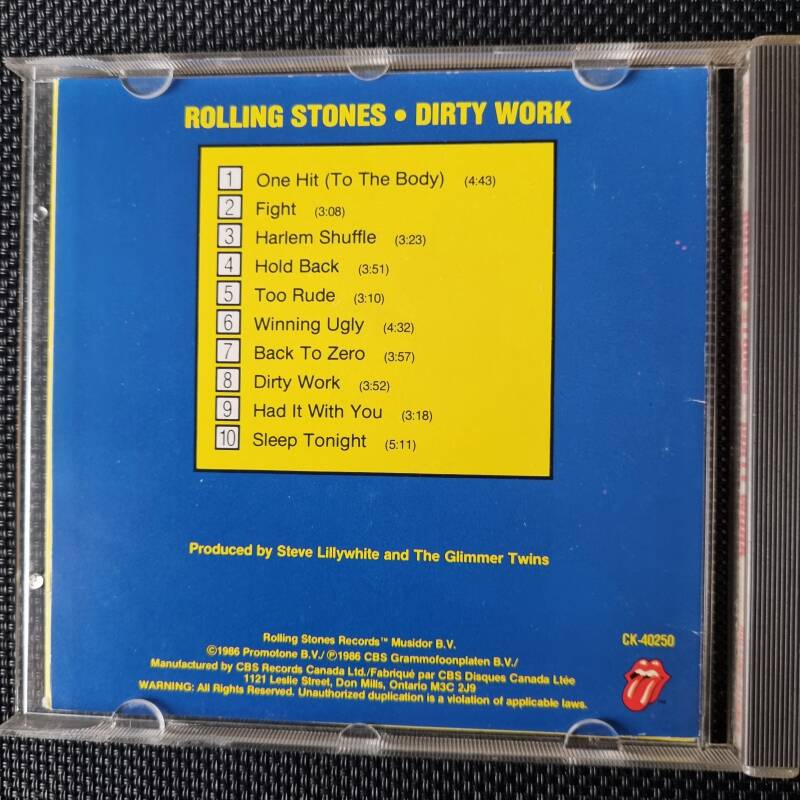 ROLLING STONES • DIRTY WORK
1 One Hit (To The Body) (4:43)
2 Fight (3:08)
3 Harlem Shuffle (3:23)
4 Hold Back (3:51)
5 Too Rude (3:10)
6 Winning Ugly (4:32)
7 Back To Zero (3:57)
8 Dirty Work (3:52)
9 Had It With You (3:18)
10 Sleep Tonight (5:11)
Produced by Steve Lillywhite and The Glimmer Twins
Rolling Stones Records™ Musidor B.V.
CK-40250
©1986 Promotone B.V./ ℗1986 CBS Grammofoonplaten B.V./
Manufactured by CBS Records Canada Ltd./Fabriqué par CBS Disques Canada Ltée
1121 Leslie Street, Don Mills, Ontario M3C 2J9
WARNING: All Rights Reserved. Unauthorized duplication is a violation of applicable laws.